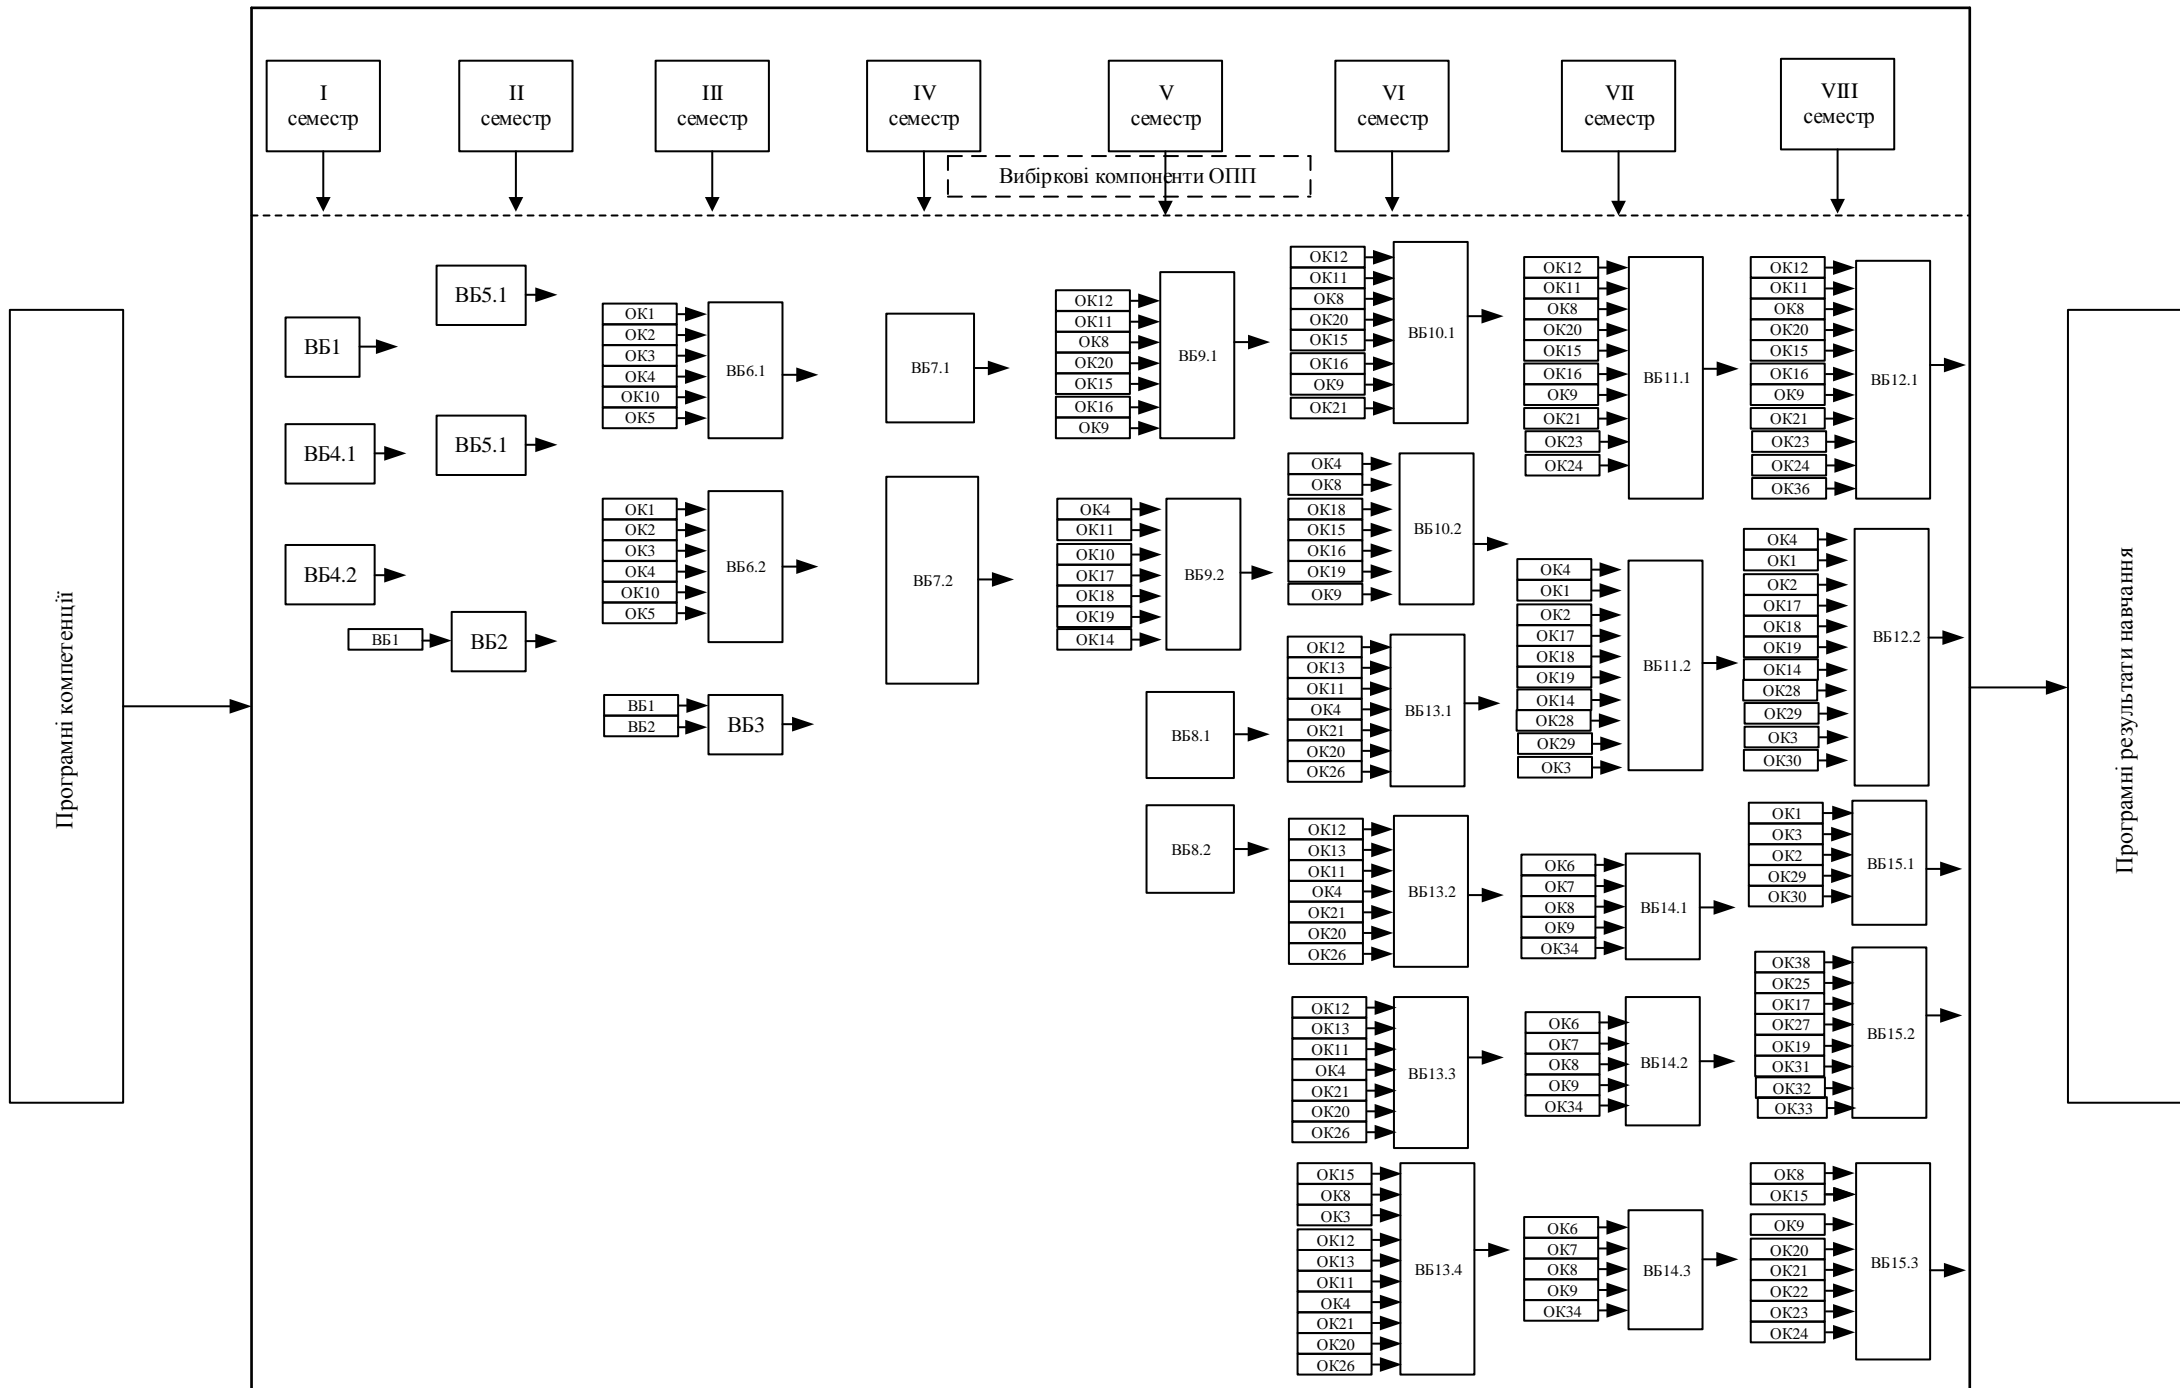 I
семестр
II
семестр
III
семестр
IV
семестр
V
семестр
VI
семестр
VII
семестр
VIII
семестр
Вибіркові компоненти ОПП
Програмні компетенції
ВБ1
ВБ4.1
ВБ4.2
ВБ5.1
ВБ5.1
ВБ1
ВБ2
ОК1
ОК2
ОК3
ОК4
ОК10
ОК5
ВБ6.1
ОК1
ОК2
ОК3
ОК4
ОК10
ОК5
ВБ6.2
ВБ1
ВБ2
ВБ3
ВБ7.1
ВБ7.2
ОК12
ОК11
ОК8
ОК20
ОК15
ОК16
ОК9
ВБ9.1
ОК4
ОК11
ОК10
ОК17
ОК18
ОК19
ОК14
ВБ9.2
ВБ8.1
ВБ8.2
ОК12
ОК11
ОК8
ОК20
ОК15
ОК16
ОК9
ОК21
ВБ10.1
ОК4
ОК8
ОК18
ОК15
ОК16
ОК19
ОК9
ВБ10.2
ОК12
ОК13
ОК11
ОК4
ОК21
ОК20
ОК26
ВБ13.1
ОК12
ОК13
ОК11
ОК4
ОК21
ОК20
ОК26
ВБ13.2
ОК12
ОК13
ОК11
ОК4
ОК21
ОК20
ОК26
ВБ13.3
ОК15
ОК8
ОК3
ОК12
ОК13
ОК11
ОК4
ОК21
ОК20
ОК26
ВБ13.4
ОК12
ОК11
ОК8
ОК20
ОК15
ОК16
ОК9
ОК21
ОК23
ОК24
ВБ11.1
ОК4
ОК1
ОК2
ОК17
ОК18
ОК19
ОК14
ОК28
ОК29
ОК3
ВБ11.2
ОК6
ОК7
ОК8
ОК9
ОК34
ВБ14.1
ОК6
ОК7
ОК8
ОК9
ОК34
ВБ14.2
ОК6
ОК7
ОК8
ОК9
ОК34
ВБ14.3
ОК12
ОК11
ОК8
ОК20
ОК15
ОК16
ОК9
ОК21
ОК23
ОК24
ОК36
ВБ12.1
ОК4
ОК1
ОК2
ОК17
ОК18
ОК19
ОК14
ОК28
ОК29
ОК3
ОК30
ВБ12.2
ОК1
ОК3
ОК2
ОК29
ОК30
ВБ15.1
ОК38
ОК25
ОК17
ОК27
ОК19
ОК31
ОК32
ОК33
ВБ15.2
ОК8
ОК15
ОК9
ОК20
ОК21
ОК22
ОК23
ОК24
ВБ15.3
Програмні результати навчання